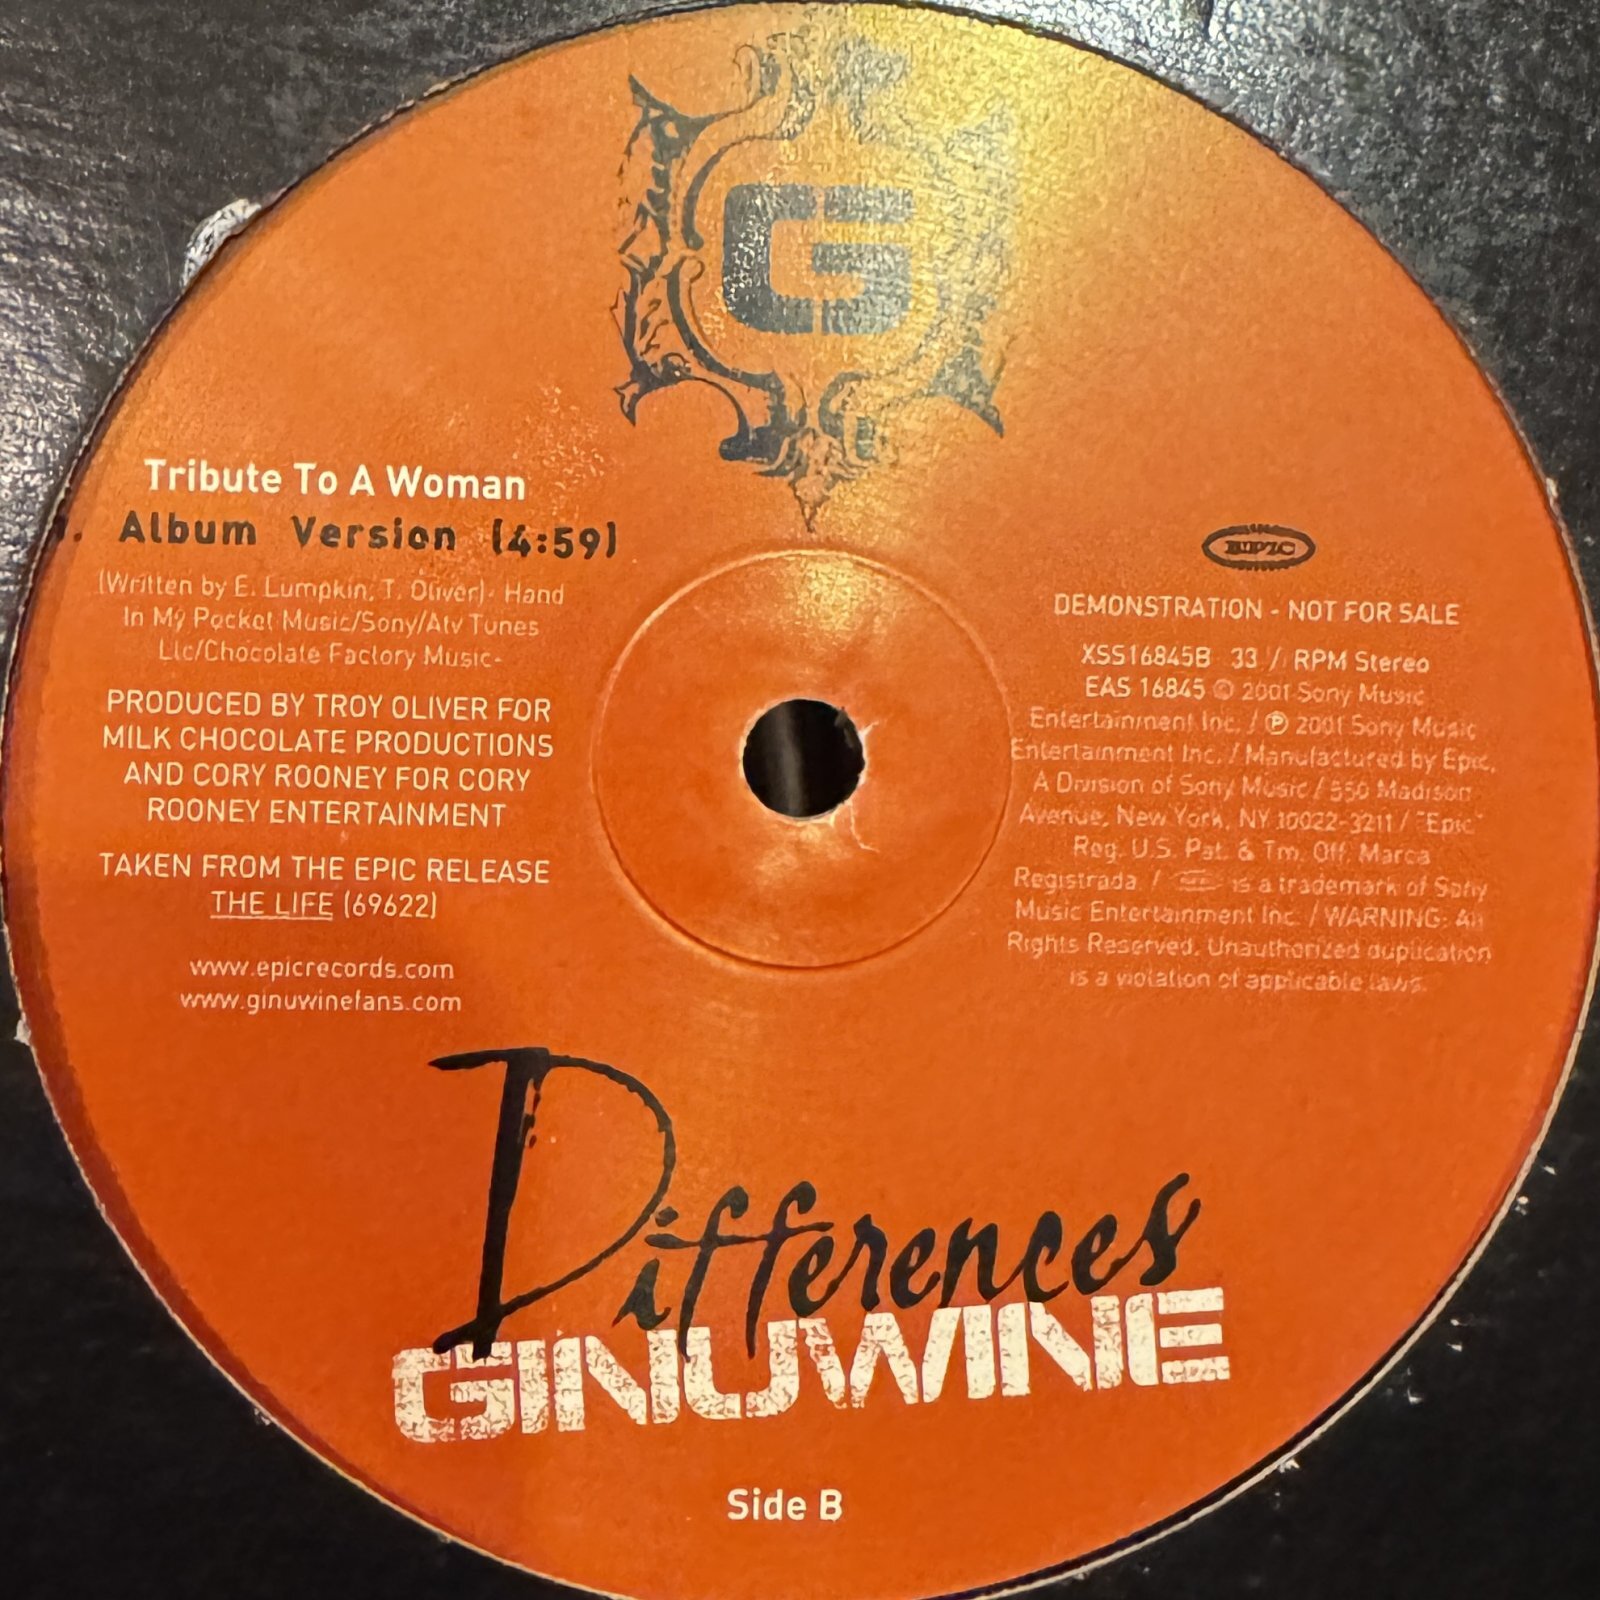 G
Tribute To A Woman
1. Album Version (4:59)
(Written by E. Lumpkin, T. Oliver)- Hand
In My Pocket Music/Sony/Atv Tunes
Llc/Chocolate Factory Music-
PRODUCED BY TROY OLIVER FOR
MILK CHOCOLATE PRODUCTIONS
AND CORY ROONEY FOR CORY
ROONEY ENTERTAINMENT
TAKEN FROM THE EPIC RELEASE
THE LIFE (69622)
www.epicrecords.com
www.ginuwinefans.com
EPIC
DEMONSTRATION - NOT FOR SALE
XSS16845B 33 / RPM Stereo
EAS 16845 © 2001 Sony Music
Entertainment Inc. / ℗ 2001 Sony Music
Entertainment Inc. / Manufactured by Epic,
A Division of Sony Music / 550 Madison
Avenue, New York, NY 10022-3211 / "Epic"
Reg. U.S. Pat. & Tm. Off. Marca
Registrada. / is a trademark of Sony
Music Entertainment Inc. / WARNING: All
Rights Reserved. Unauthorized duplication
is a violation of applicable laws.
Differences
GINUWINE
Side B